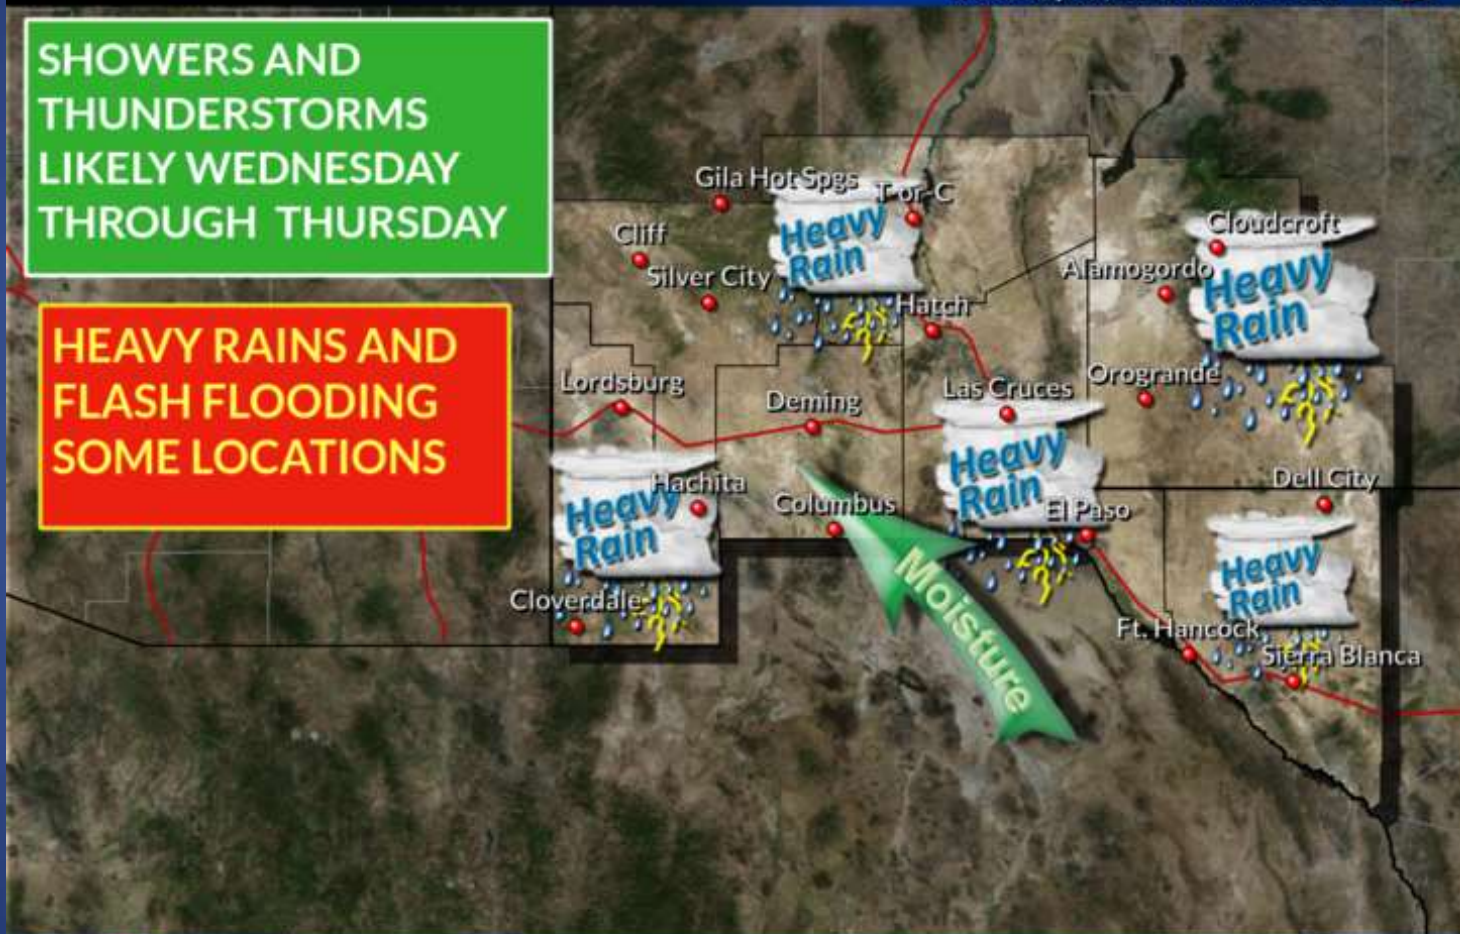 SHOWERS AND
THUNDERSTORMS
LIKELY WEDNESDAY
THROUGH THURSDAY
HEAVY RAINS AND
FLASH FLOODING
SOME LOCATIONS
Gila Hot Spgs
T-or-C
Heavy
Rain
Cliff
Silver City
Hatch
Cloudcroft
Alamogordo
Heavy
Rain
Lordsburg
Deming
Las Cruces
Orogrande
Hachita
Heavy
Rain
Columbus
Heavy
Rain
El Paso
Dell City
Heavy
Rain
Cloverdale
Moisture
Ft. Hancock
Sierra Blanca